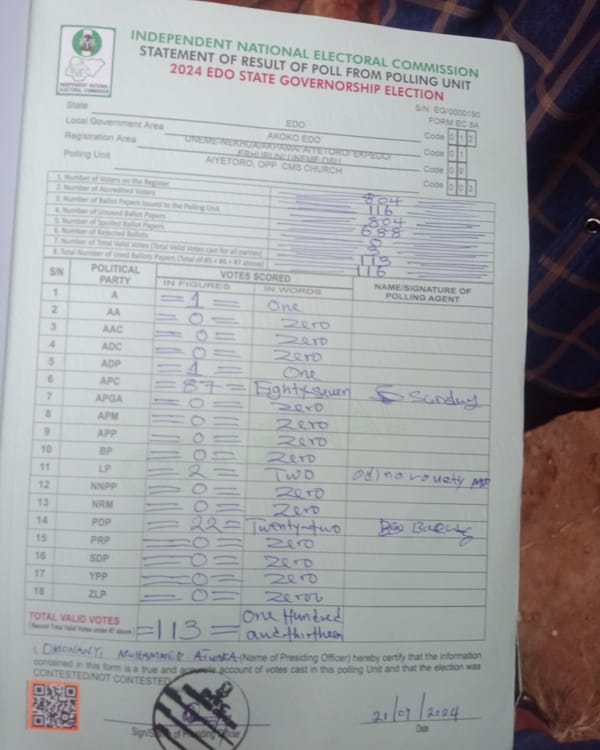 INDEPENDENT NATIONAL ELECTORAL COMMISSION
STATEMENT OF RESULT OF POLL FROM POLLING UNIT
2024 EDO STATE GOVERNORSHIP ELECTION
INDEPENDENT NATIONAL ELECTORAL COMMISSION
S/N: EG/0000190
FORM EC 8A
State EDO Code 0 1 2
Local Government Area AKOKO EDO Code 0 1
Registration Area UNEME-NEKHUA/AKPAMA/ AIYETORO/ EKPEDO/ ERHURUN/ UNEME OSU Code 0 9
Polling Unit AIYETORO, OPP. CMS CHURCH Code 0 0 3
1. Number of Voters on the Register 804
2. Number of Accredited Voters 116
3. Number of Ballot Papers Issued to the Polling Unit 804
4. Number of Unused Ballot Papers 688
5. Number of Spoiled Ballot Papers 0
6. Number of Rejected Ballots 3
7. Number of Total Valid Votes (Total Valid Votes cast for all parties) 113
8. Total Number of Used Ballots Papers (Total of #5 + #6 + #7 above) 116
S/N POLITICAL PARTY VOTES SCORED NAME/SIGNATURE OF POLLING AGENT
IN FIGURES IN WORDS
1 A =1= One
2 AA =0= Zero
3 AAC =0= Zero
4 ADC =0= Zero
5 ADP =1= One
6 APC =87= Eighty-seven Sunday
7 APGA =0= Zero
8 APM =0= Zero
9 APP =0= Zero
10 BP =0= Zero
11 LP =2= Two
12 NNPP =0= Zero
13 NRM =0= Zero
14 PDP =22= Twenty-two
15 PRP =0= Zero
16 SDP =0= Zero
17 YPP =0= Zero
18 ZLP =0= Zero
TOTAL VALID VOTES =113= One Hundred and thirteen
(Record Total Valid Votes under #7 above)
I, MUHAMMED (Name of Presiding Officer) hereby certify that the information
contained in this form is a true and accurate account of votes cast in this polling Unit and that the election was
CONTESTED/NOT CONTESTED
Sign/ of Presiding Officer
21/09/2024